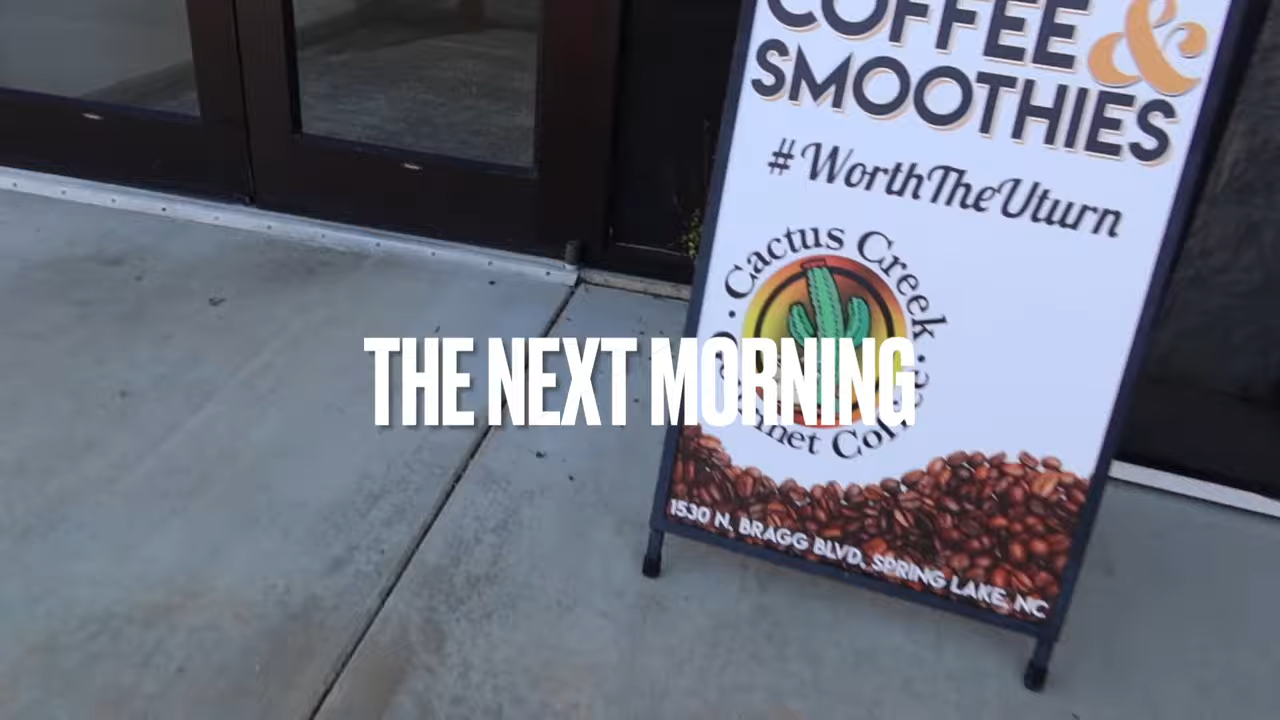 COFFEE &
SMOOTHIES
#WorthTheUturn
Cactus Creek
THE NEXT MORNING
1530 N. BRAGG BLVD, SPRING LAKE, NC